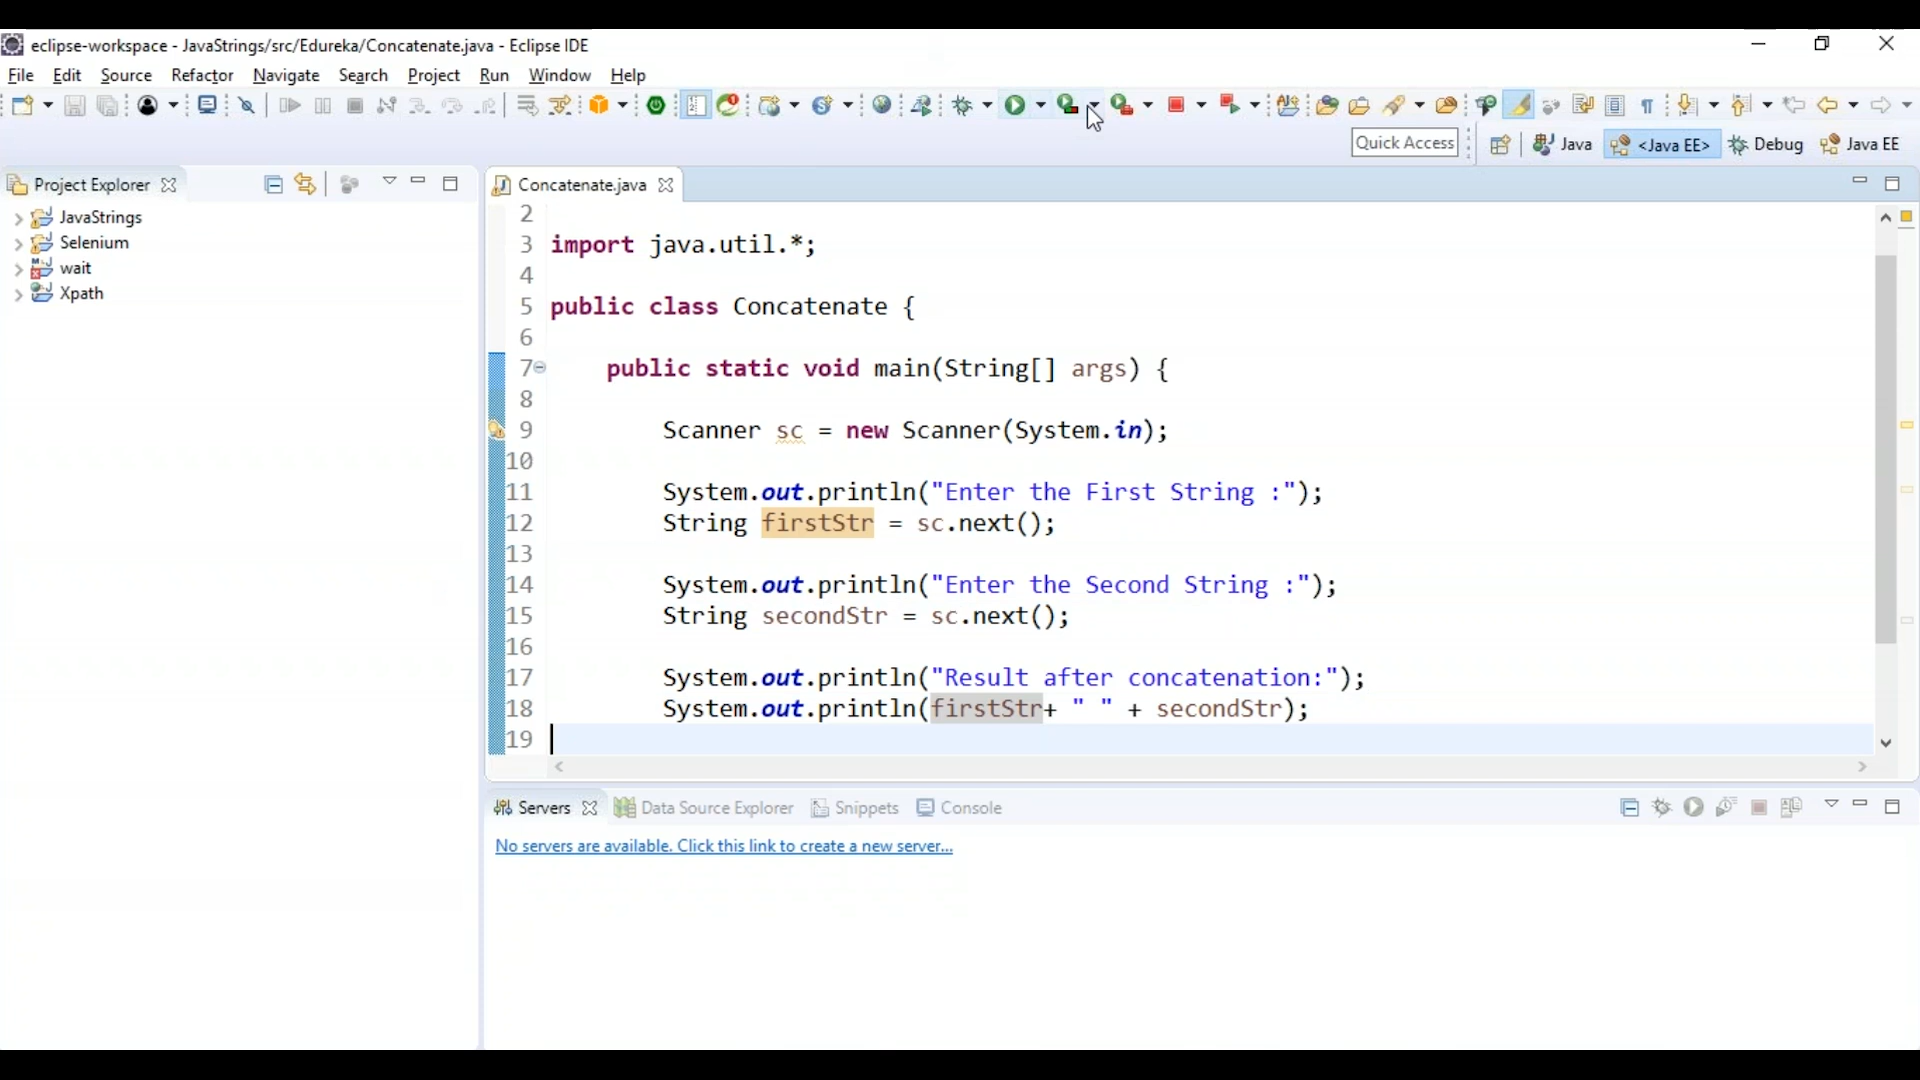 eclipse-workspace - JavaStrings/src/Edureka/Concatenate.java - Eclipse IDE
File Edit Source Refactor Navigate Search Project Run Window Help
Quick Access Java <Java EE> Debug Java EE
Project Explorer
JavaStrings
Selenium
wait
Xpath
Concatenate.java
2
3 import java.util.*;
4
5 public class Concatenate {
6
7 public static void main(String[] args) {
8
9 Scanner sc = new Scanner(System.in);
10
11 System.out.println("Enter the First String :");
12 String firstStr = sc.next();
13
14 System.out.println("Enter the Second String :");
15 String secondStr = sc.next();
16
17 System.out.println("Result after concatenation:");
18 System.out.println(firstStr+ " " + secondStr);
19
Servers Data Source Explorer Snippets Console
No servers are available. Click this link to create a new server...